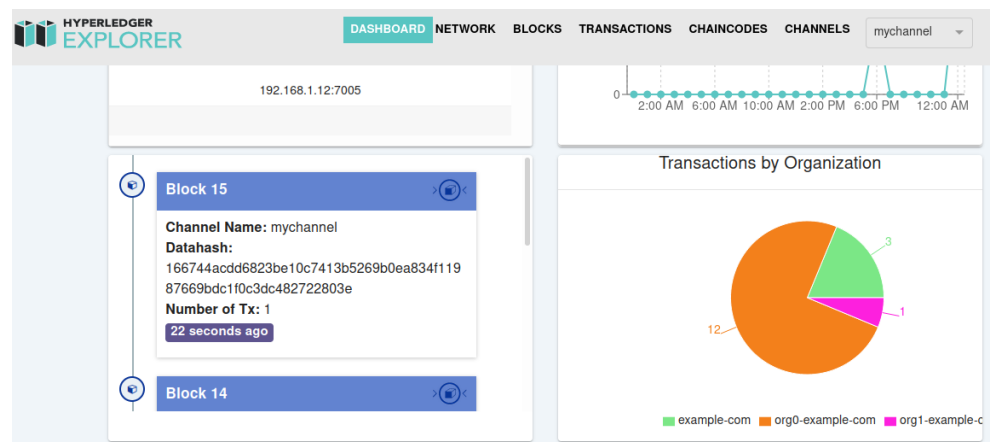 HYPERLEDGER
EXPLORER
DASHBOARD NETWORK BLOCKS TRANSACTIONS CHAINCODES CHANNELS mychannel
192.168.1.12:7005
0
2:00 AM 6:00 AM 10:00 AM 2:00 PM 6:00 PM 12:00 AM
Block 15
Channel Name: mychannel
Datahash:
166744acdd6823be10c7413b5269b0ea834f119
87669bdc1f0c3dc482722803e
Number of Tx: 1
22 seconds ago
Block 14
Transactions by Organization
3
1
12
example-com org0-example-com org1-example-c